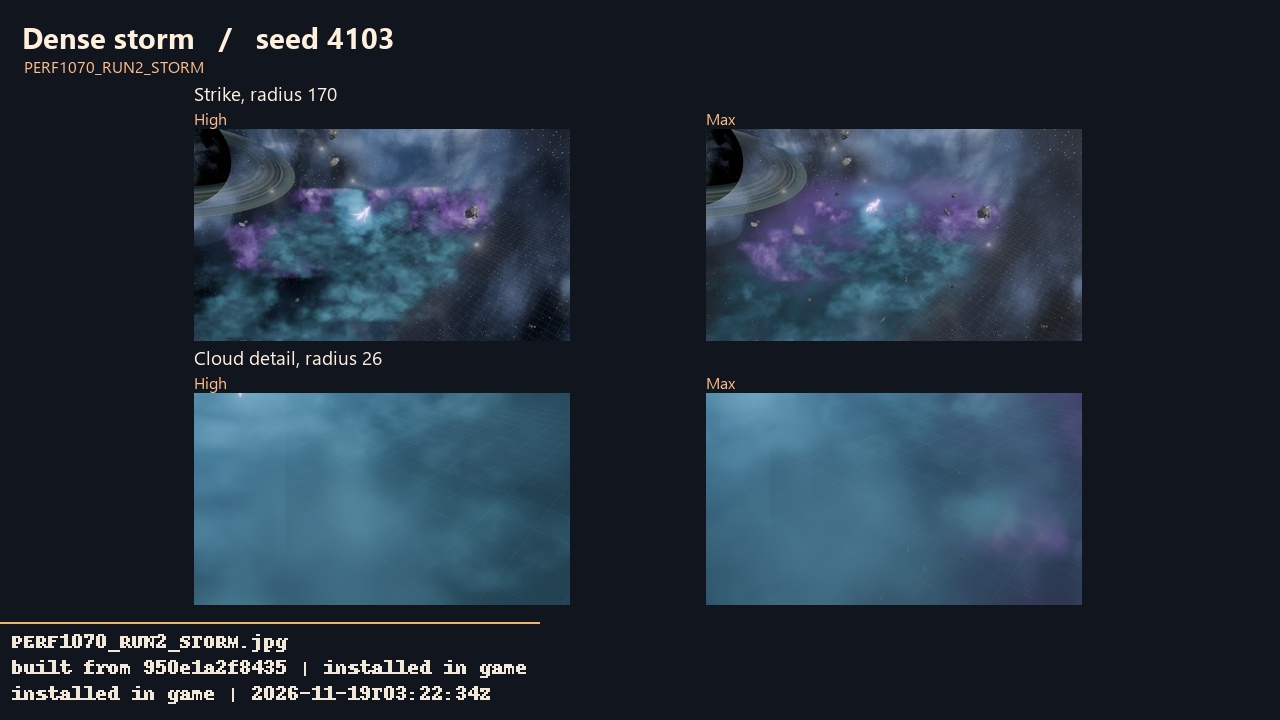 Dense storm / seed 4103
PERF1070_RUN2_STORM
Strike, radius 170
High
Max
Cloud detail, radius 26
High
Max
PERF1070_RUN2_STORM.jpg
built from 950e1a2f8435 | installed in game
installed in game | 2026-11-19T03:22:34Z